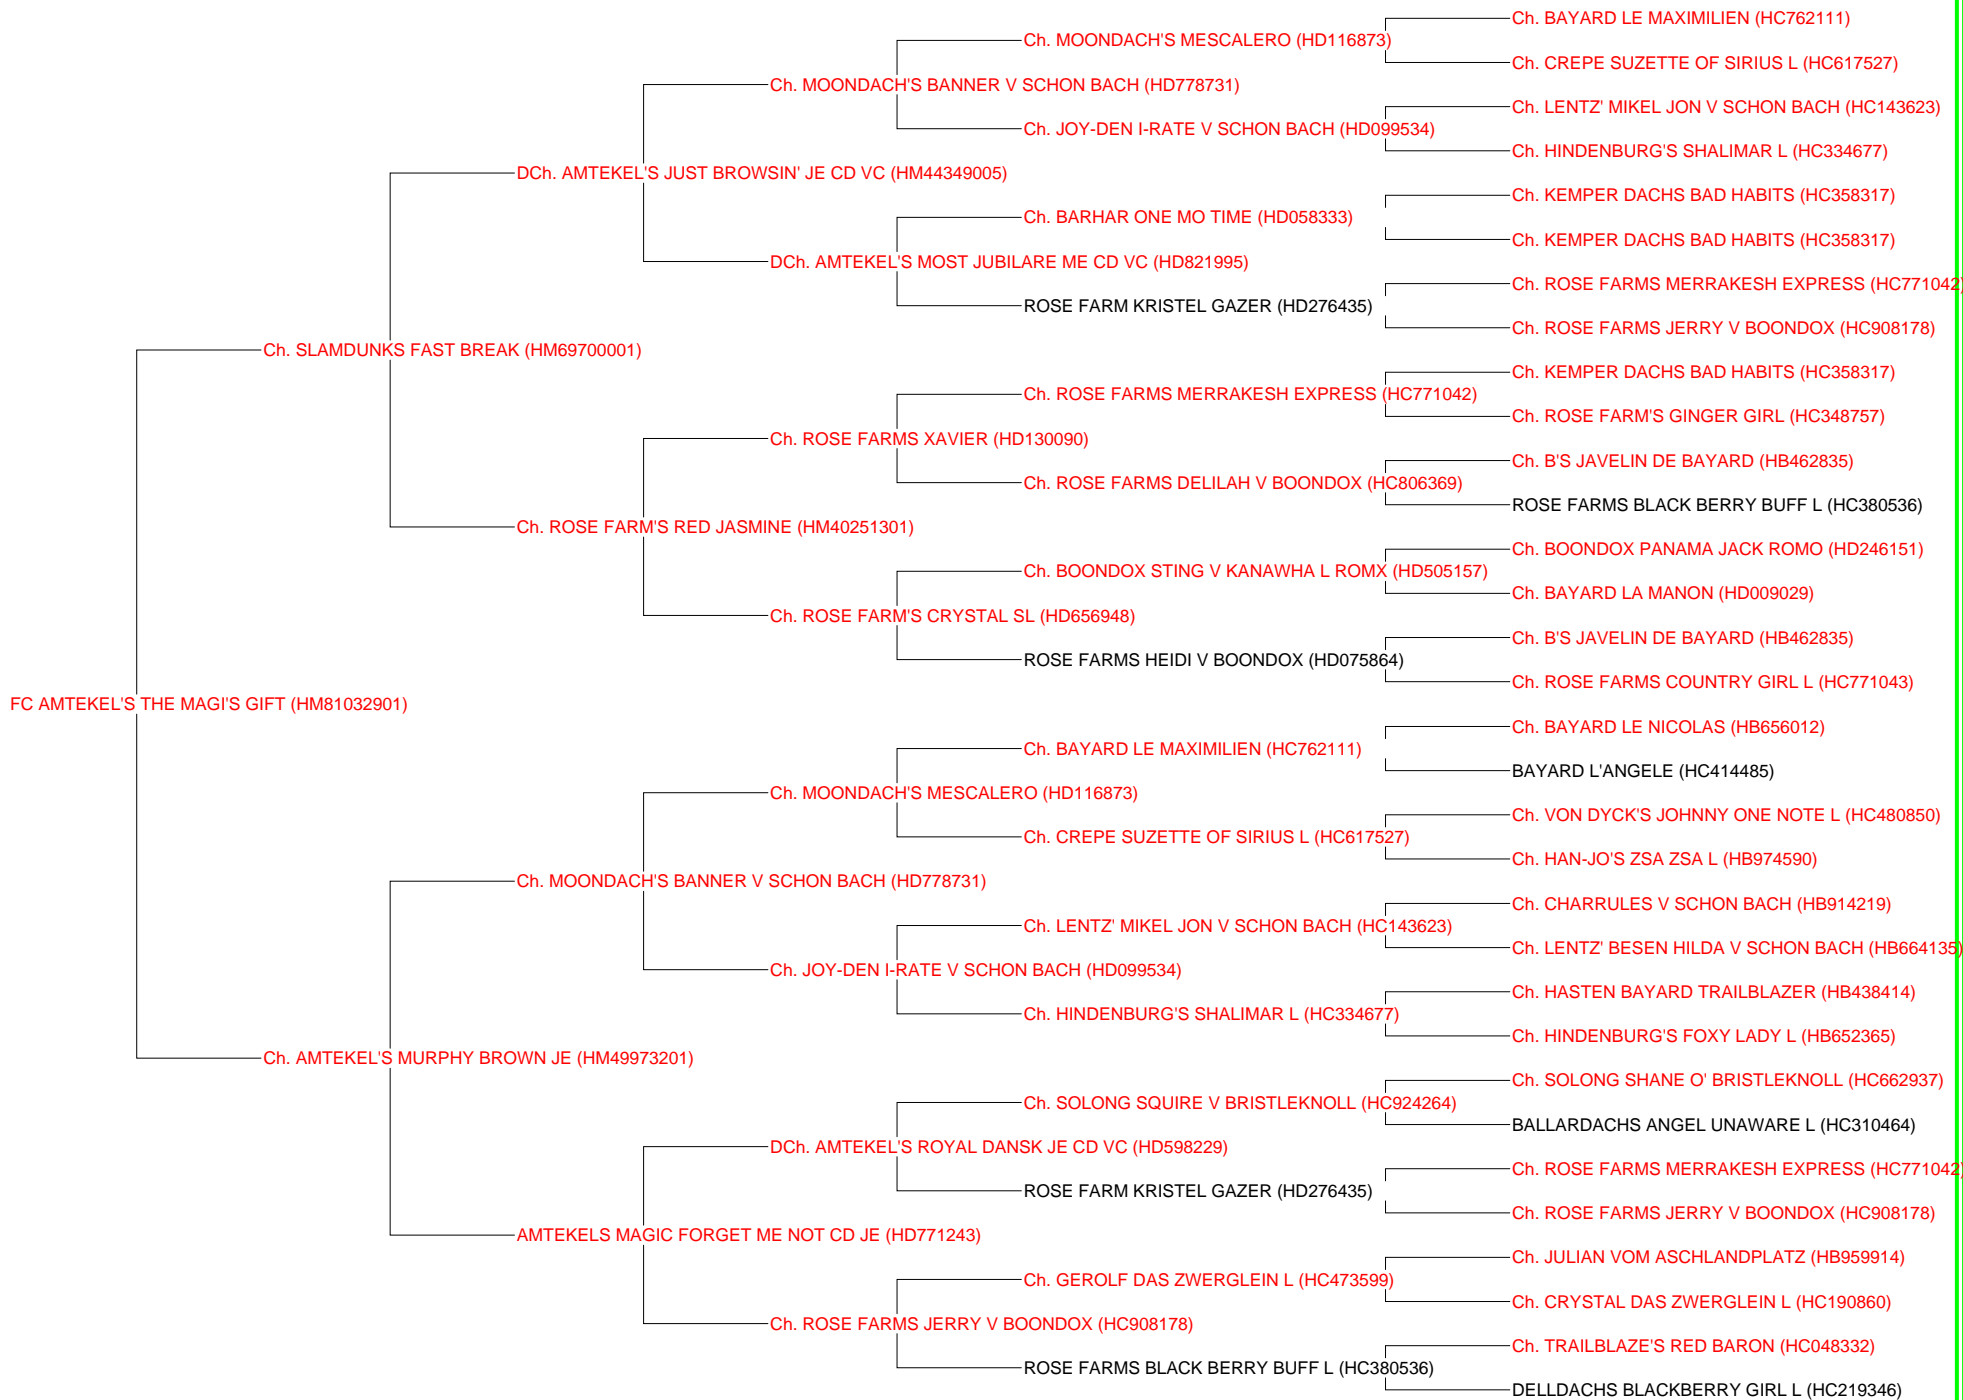 Ch. BAYARD LE MAXIMILIEN (HC762111)
Ch. MOONDACH'S MESCALERO (HD116873)
Ch. CREPE SUZETTE OF SIRIUS L (HC617527)
Ch. MOONDACH'S BANNER V SCHON BACH (HD778731)
Ch. LENTZ' MIKEL JON V SCHON BACH (HC143623)
Ch. JOY-DEN I-RATE V SCHON BACH (HD099534)
Ch. HINDENBURG'S SHALIMAR L (HC334677)
DCh. AMTEKEL'S JUST BROWSIN' JE CD VC (HM44349005)
Ch. KEMPER DACHS BAD HABITS (HC358317)
Ch. BARHAR ONE MO TIME (HD058333)
Ch. KEMPER DACHS BAD HABITS (HC358317)
DCh. AMTEKEL'S MOST JUBILARE ME CD VC (HD821995)
Ch. ROSE FARMS MERRAKESH EXPRESS (HC771042)
ROSE FARM KRISTEL GAZER (HD276435)
Ch. ROSE FARMS JERRY V BOONDOX (HC908178)
Ch. SLAMDUNKS FAST BREAK (HM69700001)
Ch. KEMPER DACHS BAD HABITS (HC358317)
Ch. ROSE FARMS MERRAKESH EXPRESS (HC771042)
Ch. ROSE FARM'S GINGER GIRL (HC348757)
Ch. ROSE FARMS XAVIER (HD130090)
Ch. B'S JAVELIN DE BAYARD (HB462835)
Ch. ROSE FARMS DELILAH V BOONDOX (HC806369)
ROSE FARMS BLACK BERRY BUFF L (HC380536)
Ch. ROSE FARM'S RED JASMINE (HM40251301)
Ch. BOONDOX PANAMA JACK ROMO (HD246151)
Ch. BOONDOX STING V KANAWHA L ROMX (HD505157)
Ch. BAYARD LA MANON (HD009029)
Ch. ROSE FARM'S CRYSTAL SL (HD656948)
Ch. B'S JAVELIN DE BAYARD (HB462835)
ROSE FARMS HEIDI V BOONDOX (HD075864)
Ch. ROSE FARMS COUNTRY GIRL L (HC771043)
FC AMTEKEL'S THE MAGI'S GIFT (HM81032901)
Ch. BAYARD LE NICOLAS (HB656012)
Ch. BAYARD LE MAXIMILIEN (HC762111)
BAYARD L'ANGELE (HC414485)
Ch. MOONDACH'S MESCALERO (HD116873)
Ch. VON DYCK'S JOHNNY ONE NOTE L (HC480850)
Ch. CREPE SUZETTE OF SIRIUS L (HC617527)
Ch. HAN-JO'S ZSA ZSA L (HB974590)
Ch. MOONDACH'S BANNER V SCHON BACH (HD778731)
Ch. CHARRULES V SCHON BACH (HB914219)
Ch. LENTZ' MIKEL JON V SCHON BACH (HC143623)
Ch. LENTZ' BESEN HILDA V SCHON BACH (HB664135)
Ch. JOY-DEN I-RATE V SCHON BACH (HD099534)
Ch. HASTEN BAYARD TRAILBLAZER (HB438414)
Ch. HINDENBURG'S SHALIMAR L (HC334677)
Ch. HINDENBURG'S FOXY LADY L (HB652365)
Ch. AMTEKEL'S MURPHY BROWN JE (HM49973201)
Ch. SOLONG SHANE O' BRISTLEKNOLL (HC662937)
Ch. SOLONG SQUIRE V BRISTLEKNOLL (HC924264)
BALLARDACHS ANGEL UNAWARE L (HC310464)
DCh. AMTEKEL'S ROYAL DANSK JE CD VC (HD598229)
Ch. ROSE FARMS MERRAKESH EXPRESS (HC771042)
ROSE FARM KRISTEL GAZER (HD276435)
Ch. ROSE FARMS JERRY V BOONDOX (HC908178)
AMTEKELS MAGIC FORGET ME NOT CD JE (HD771243)
Ch. JULIAN VOM ASCHLANDPLATZ (HB959914)
Ch. GEROLF DAS ZWERGLEIN L (HC473599)
Ch. CRYSTAL DAS ZWERGLEIN L (HC190860)
Ch. ROSE FARMS JERRY V BOONDOX (HC908178)
Ch. TRAILBLAZE'S RED BARON (HC048332)
ROSE FARMS BLACK BERRY BUFF L (HC380536)
DELLDACHS BLACKBERRY GIRL L (HC219346)